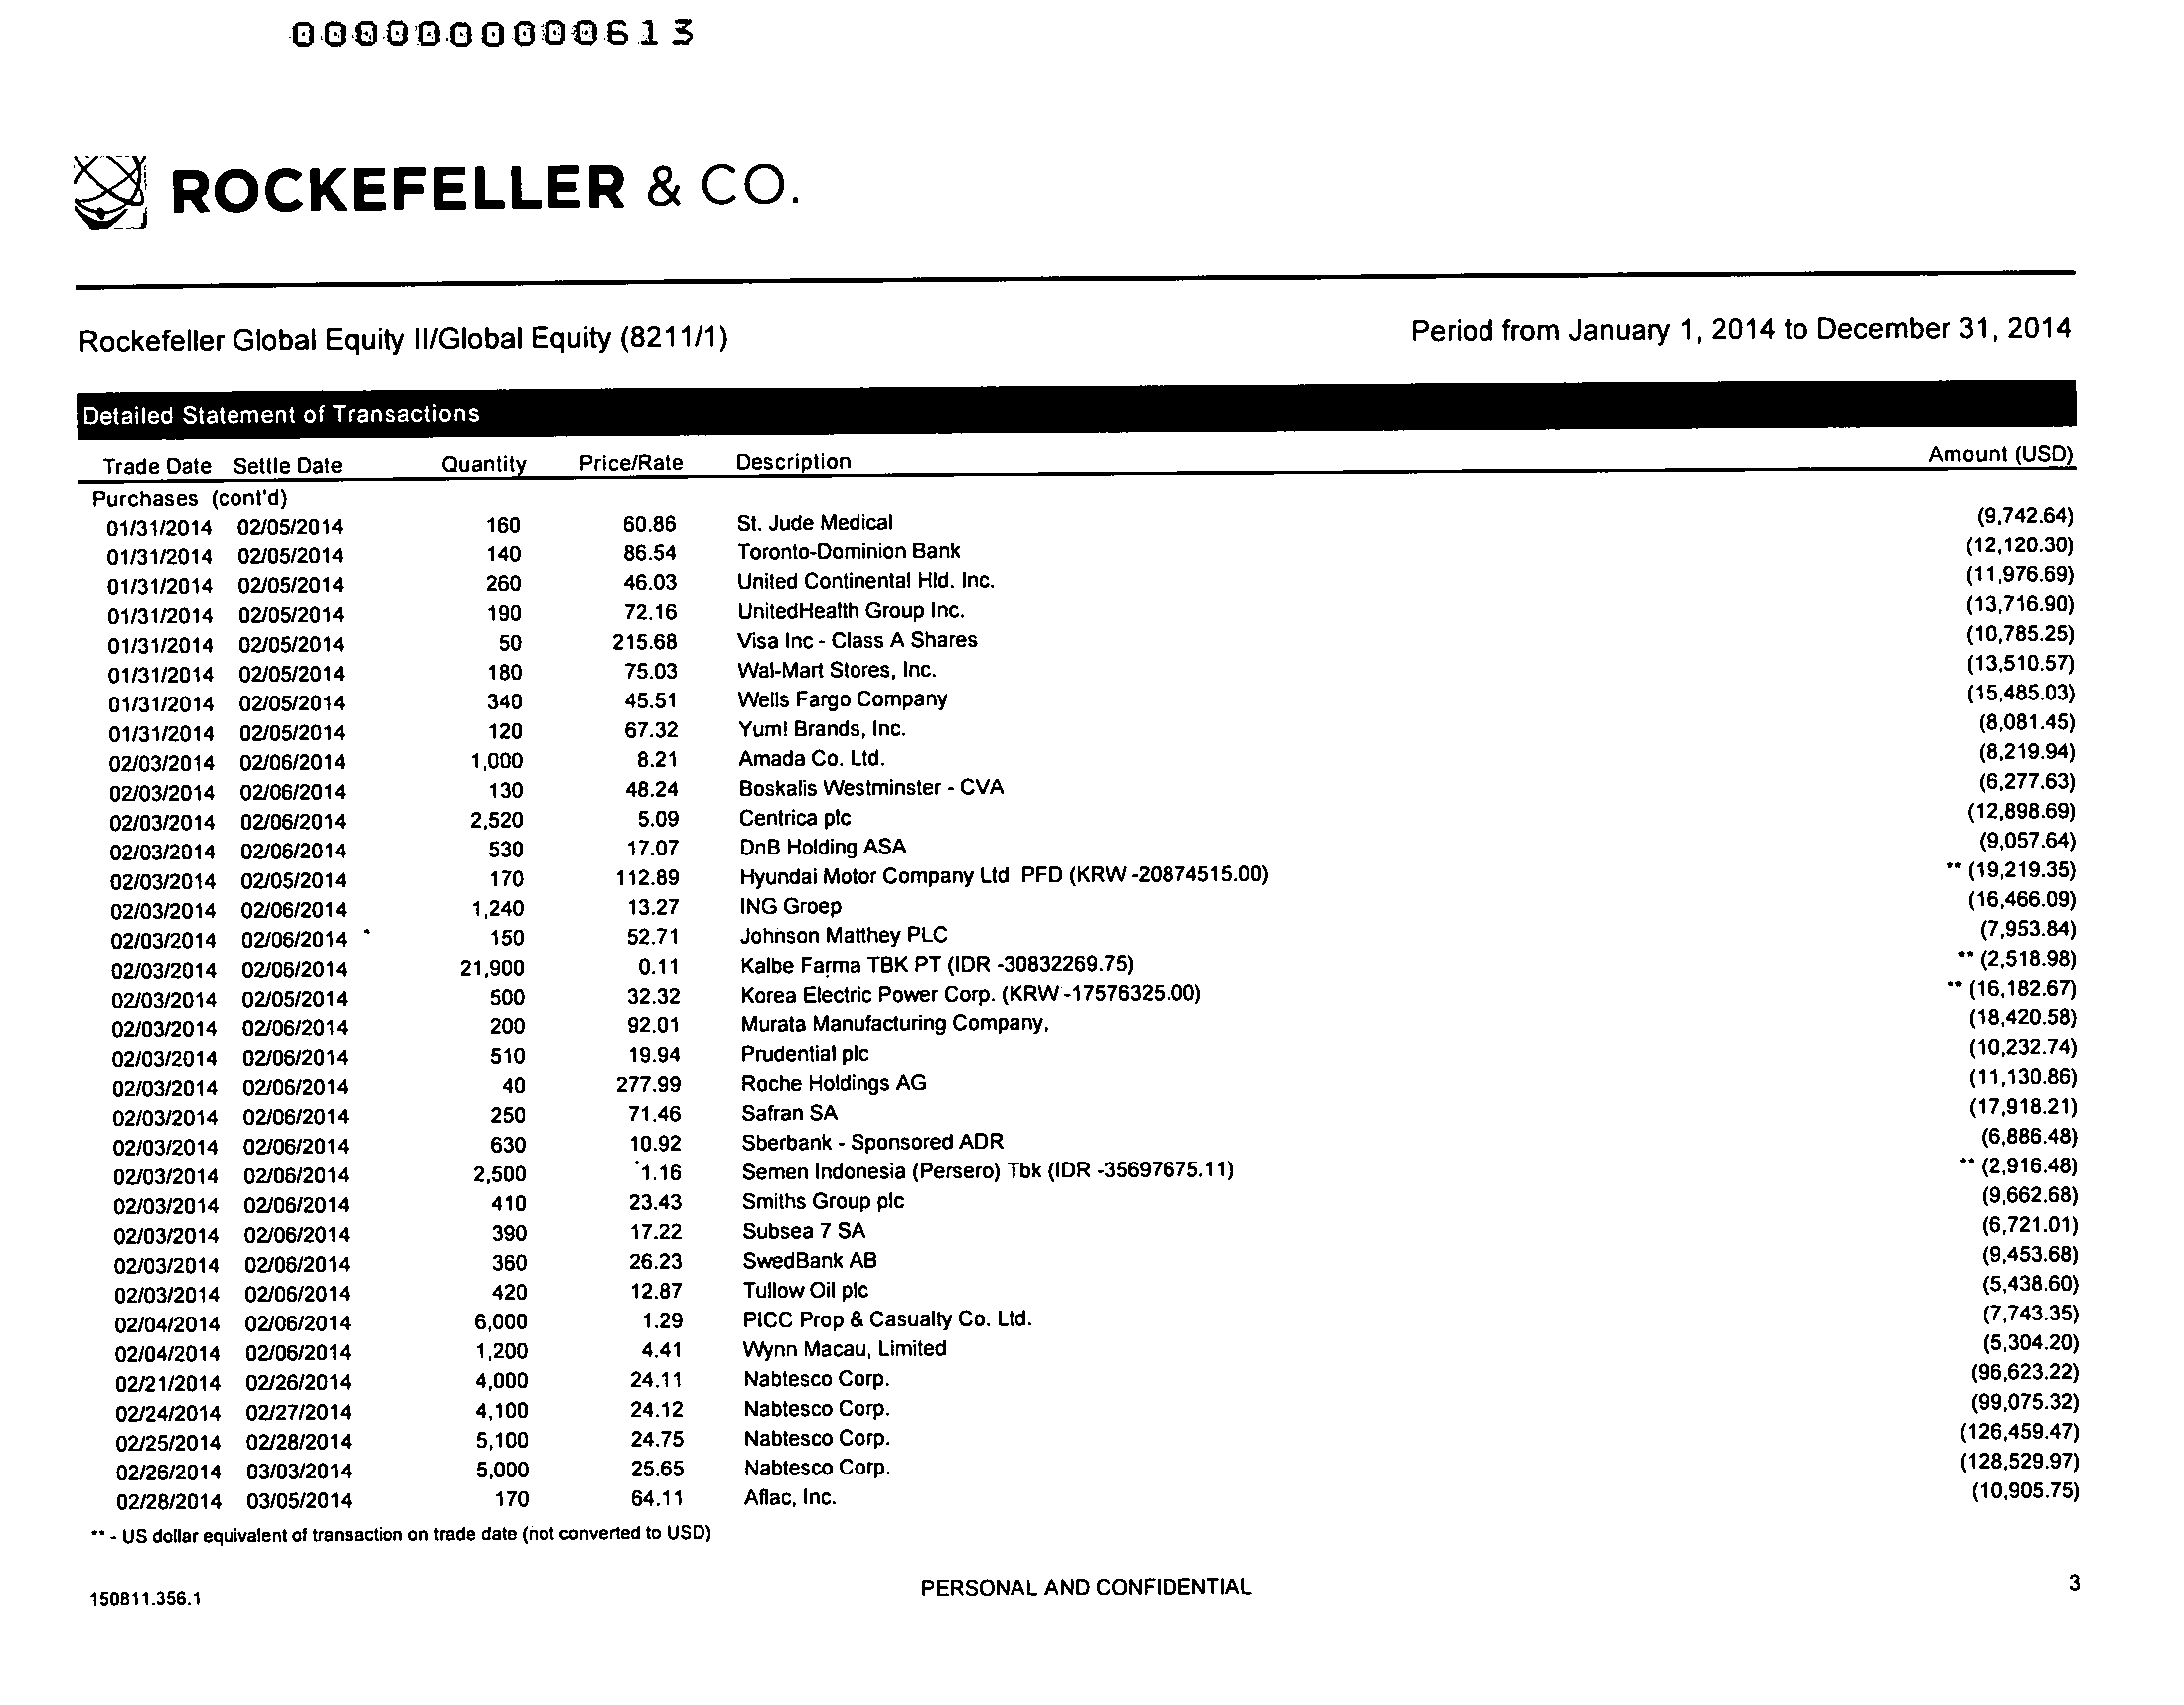 0000000000613
ROCKEFELLER & CO.
Rockefeller Global Equity II/Global Equity (8211/1) Period from January 1, 2014 to December 31, 2014
Detailed Statement of Transactions
Trade Date Settle Date Quantity Price/Rate Description Amount (USD)
Purchases (cont'd)
01/31/2014 02/05/2014 160 60.86 St. Jude Medical (9,742.64)
01/31/2014 02/05/2014 140 86.54 Toronto-Dominion Bank (12,120.30)
01/31/2014 02/05/2014 260 46.03 United Continental Hld. Inc. (11,976.69)
01/31/2014 02/05/2014 190 72.16 UnitedHealth Group Inc. (13,716.90)
01/31/2014 02/05/2014 50 215.68 Visa Inc - Class A Shares (10,785.25)
01/31/2014 02/05/2014 180 75.03 Wal-Mart Stores, Inc. (13,510.57)
01/31/2014 02/05/2014 340 45.51 Wells Fargo Company (15,485.03)
01/31/2014 02/05/2014 120 67.32 Yum! Brands, Inc. (8,081.45)
02/03/2014 02/06/2014 1,000 8.21 Amada Co. Ltd. (8,219.94)
02/03/2014 02/06/2014 130 48.24 Boskalis Westminster - CVA (6,277.63)
02/03/2014 02/06/2014 2,520 5.09 Centrica plc (12,898.69)
02/03/2014 02/06/2014 530 17.07 DnB Holding ASA (9,057.64)
02/03/2014 02/05/2014 170 112.89 Hyundai Motor Company Ltd PFD (KRW -20874515.00) ** (19,219.35)
02/03/2014 02/06/2014 1,240 13.27 ING Groep (16,466.09)
02/03/2014 02/06/2014 150 52.71 Johnson Matthey PLC (7,953.84)
02/03/2014 02/06/2014 21,900 0.11 Kalbe Farma TBK PT (IDR -30832269.75) ** (2,518.98)
02/03/2014 02/05/2014 500 32.32 Korea Electric Power Corp. (KRW -17576325.00) ** (16,182.67)
02/03/2014 02/06/2014 200 92.01 Murata Manufacturing Company, (18,420.58)
02/03/2014 02/06/2014 510 19.94 Prudential plc (10,232.74)
02/03/2014 02/06/2014 40 277.99 Roche Holdings AG (11,130.86)
02/03/2014 02/06/2014 250 71.46 Safran SA (17,918.21)
02/03/2014 02/06/2014 630 10.92 Sberbank - Sponsored ADR (6,886.48)
02/03/2014 02/06/2014 2,500 1.16 Semen Indonesia (Persero) Tbk (IDR -35697675.11) ** (2,916.48)
02/03/2014 02/06/2014 410 23.43 Smiths Group plc (9,662.68)
02/03/2014 02/06/2014 390 17.22 Subsea 7 SA (6,721.01)
02/03/2014 02/06/2014 360 26.23 SwedBank AB (9,453.68)
02/03/2014 02/06/2014 420 12.87 Tullow Oil plc (5,438.60)
02/04/2014 02/06/2014 6,000 1.29 PICC Prop & Casualty Co. Ltd. (7,743.35)
02/04/2014 02/06/2014 1,200 4.41 Wynn Macau, Limited (5,304.20)
02/21/2014 02/26/2014 4,000 24.11 Nabtesco Corp. (96,623.22)
02/24/2014 02/27/2014 4,100 24.12 Nabtesco Corp. (99,075.32)
02/25/2014 02/28/2014 5,100 24.75 Nabtesco Corp. (126,459.47)
02/26/2014 03/03/2014 5,000 25.65 Nabtesco Corp. (128,529.97)
02/28/2014 03/05/2014 170 64.11 Aflac, Inc. (10,905.75)
** - US dollar equivalent of transaction on trade date (not converted to USD)
150811.356.1 PERSONAL AND CONFIDENTIAL 3